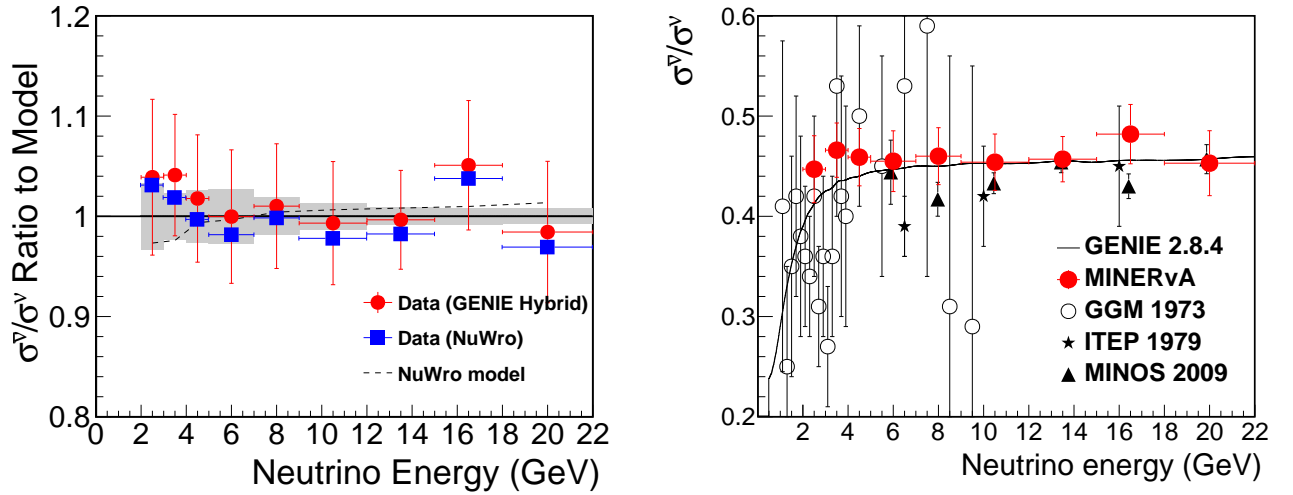 σ^ν̄/σ^ν Ratio to Model
1.2
1.1
1
0.9
0.8
0 2 4 6 8 10 12 14 16 18 20 22
Neutrino Energy (GeV)
Data (GENIE Hybrid)
Data (NuWro)
NuWro model
σ^ν̄/σ^ν
0.6
0.5
0.4
0.3
0.2
2 4 6 8 10 12 14 16 18 20 22
Neutrino energy (GeV)
GENIE 2.8.4
MINERvA
GGM 1973
ITEP 1979
MINOS 2009